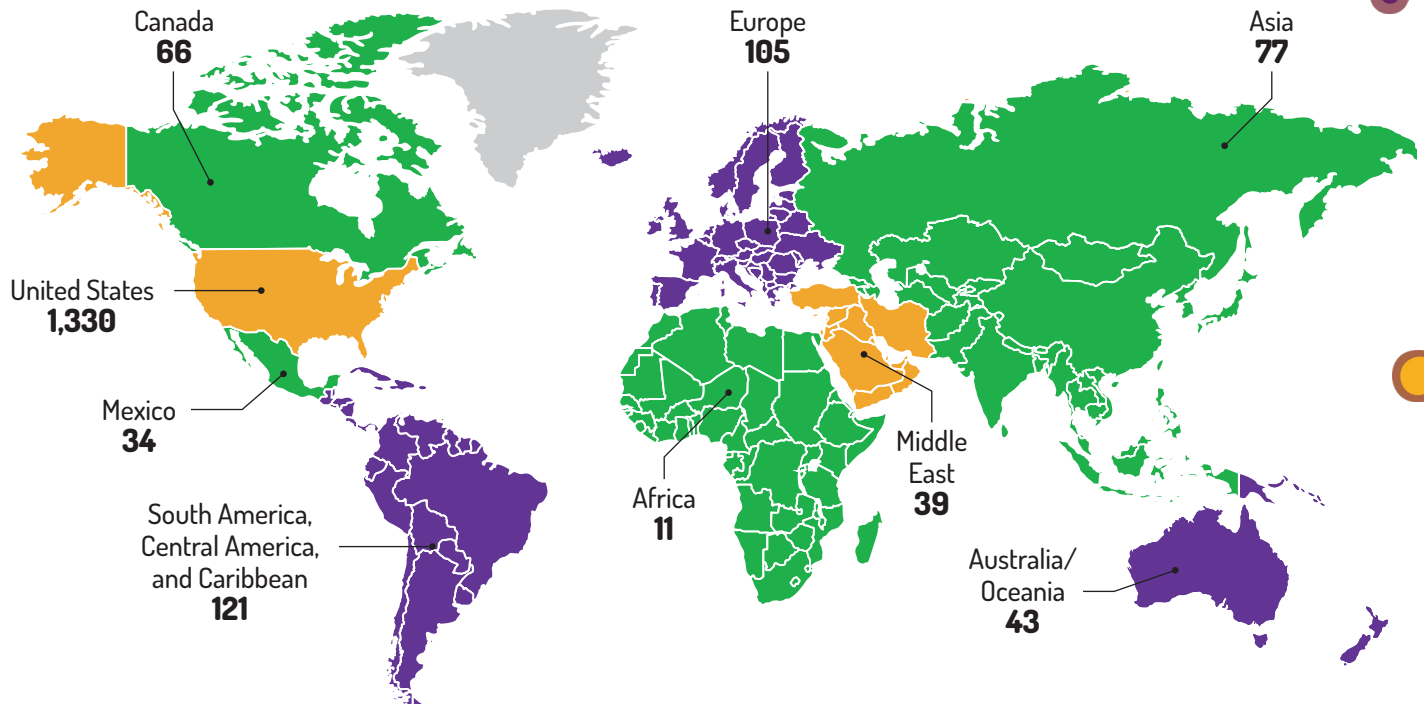 Canada
66
Europe
105
Asia
77
United States
1,330
Mexico
34
South America,
Central America,
and Caribbean
121
Africa
11
Middle
East
39
Australia/
Oceania
43